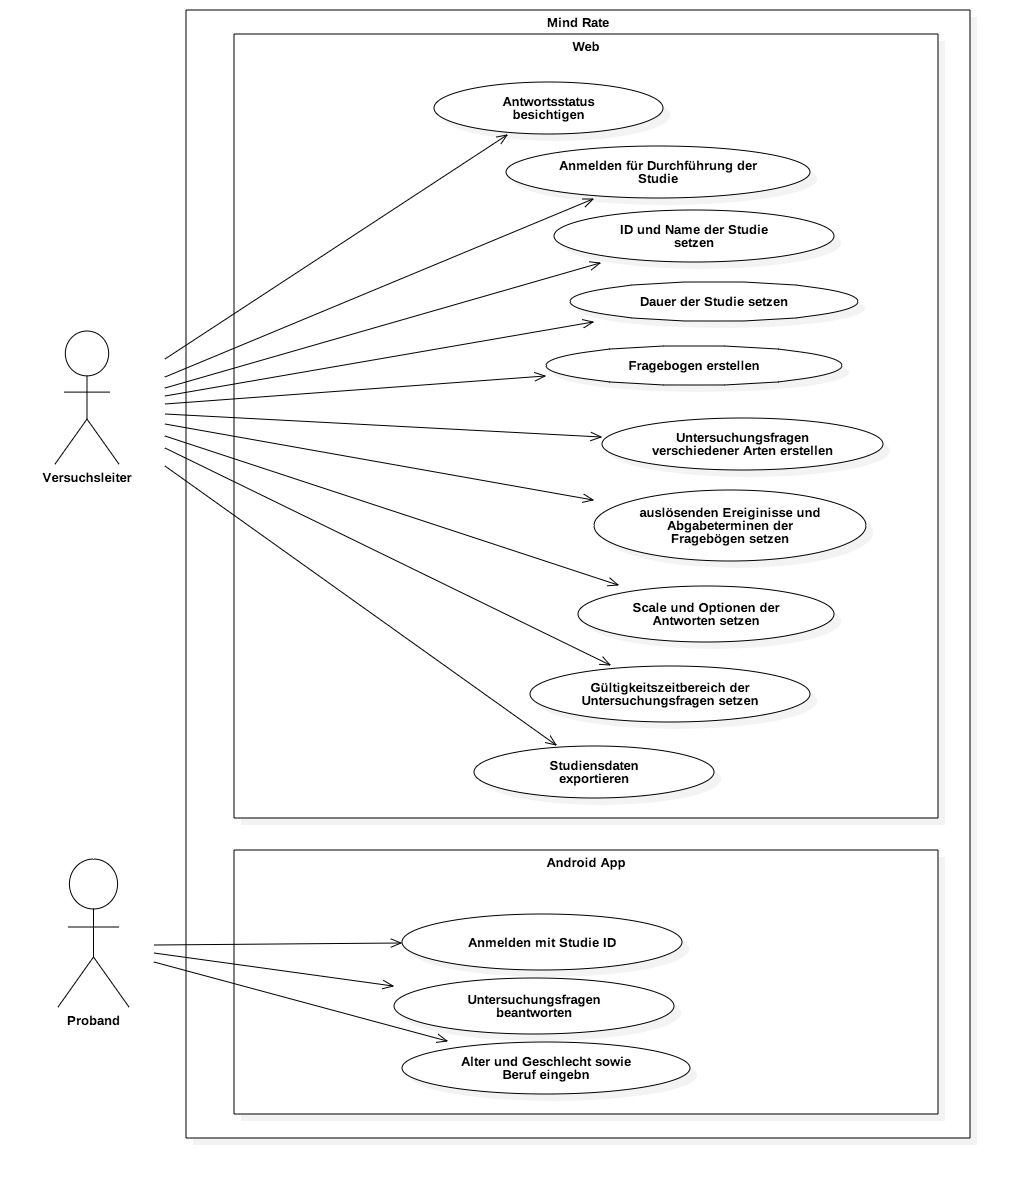 Mind Rate
Web
Antwortsstatus
besichtigen
Anmelden für Durchführung der
Studie
ID und Name der Studie
setzen
Dauer der Studie setzen
Fragebogen erstellen
Untersuchungsfragen
verschiedener Arten erstellen
auslösenden Ereiginisse und
Abgabeterminen der
Fragebögen setzen
Scale und Optionen der
Antworten setzen
Gültigkeitszeitbereich der
Untersuchungsfragen setzen
Studiensdaten
exportieren
Versuchsleiter
Android App
Anmelden mit Studie ID
Untersuchungsfragen
beantworten
Alter und Geschlecht sowie
Beruf eingebn
Proband